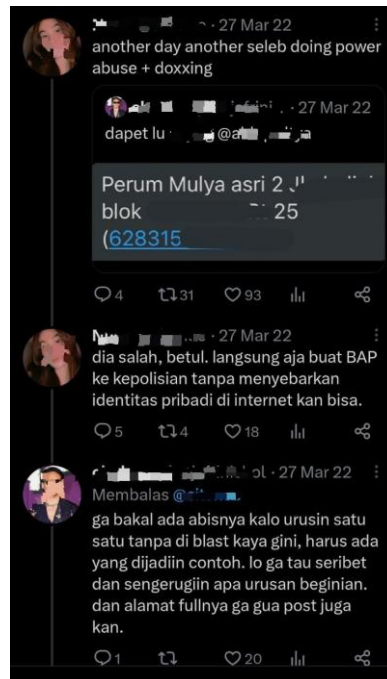 · 27 Mar 22
another day another seleb doing power
abuse + doxxing
· 27 Mar 22
dapet lu
Perum Mulya asri 2
blok 25
(628315
4 31 93
· 27 Mar 22
dia salah, betul. langsung aja buat BAP
ke kepolisian tanpa menyebarkan
identitas pribadi di internet kan bisa.
5 4 18
· 27 Mar 22
Membalas
ga bakal ada abisnya kalo urusin satu
satu tanpa di blast kaya gini, harus ada
yang dijadiin contoh. lo ga tau seribet
dan sengerugiin apa urusan beginian.
dan alamat fullnya ga gua post juga
kan.
1 20